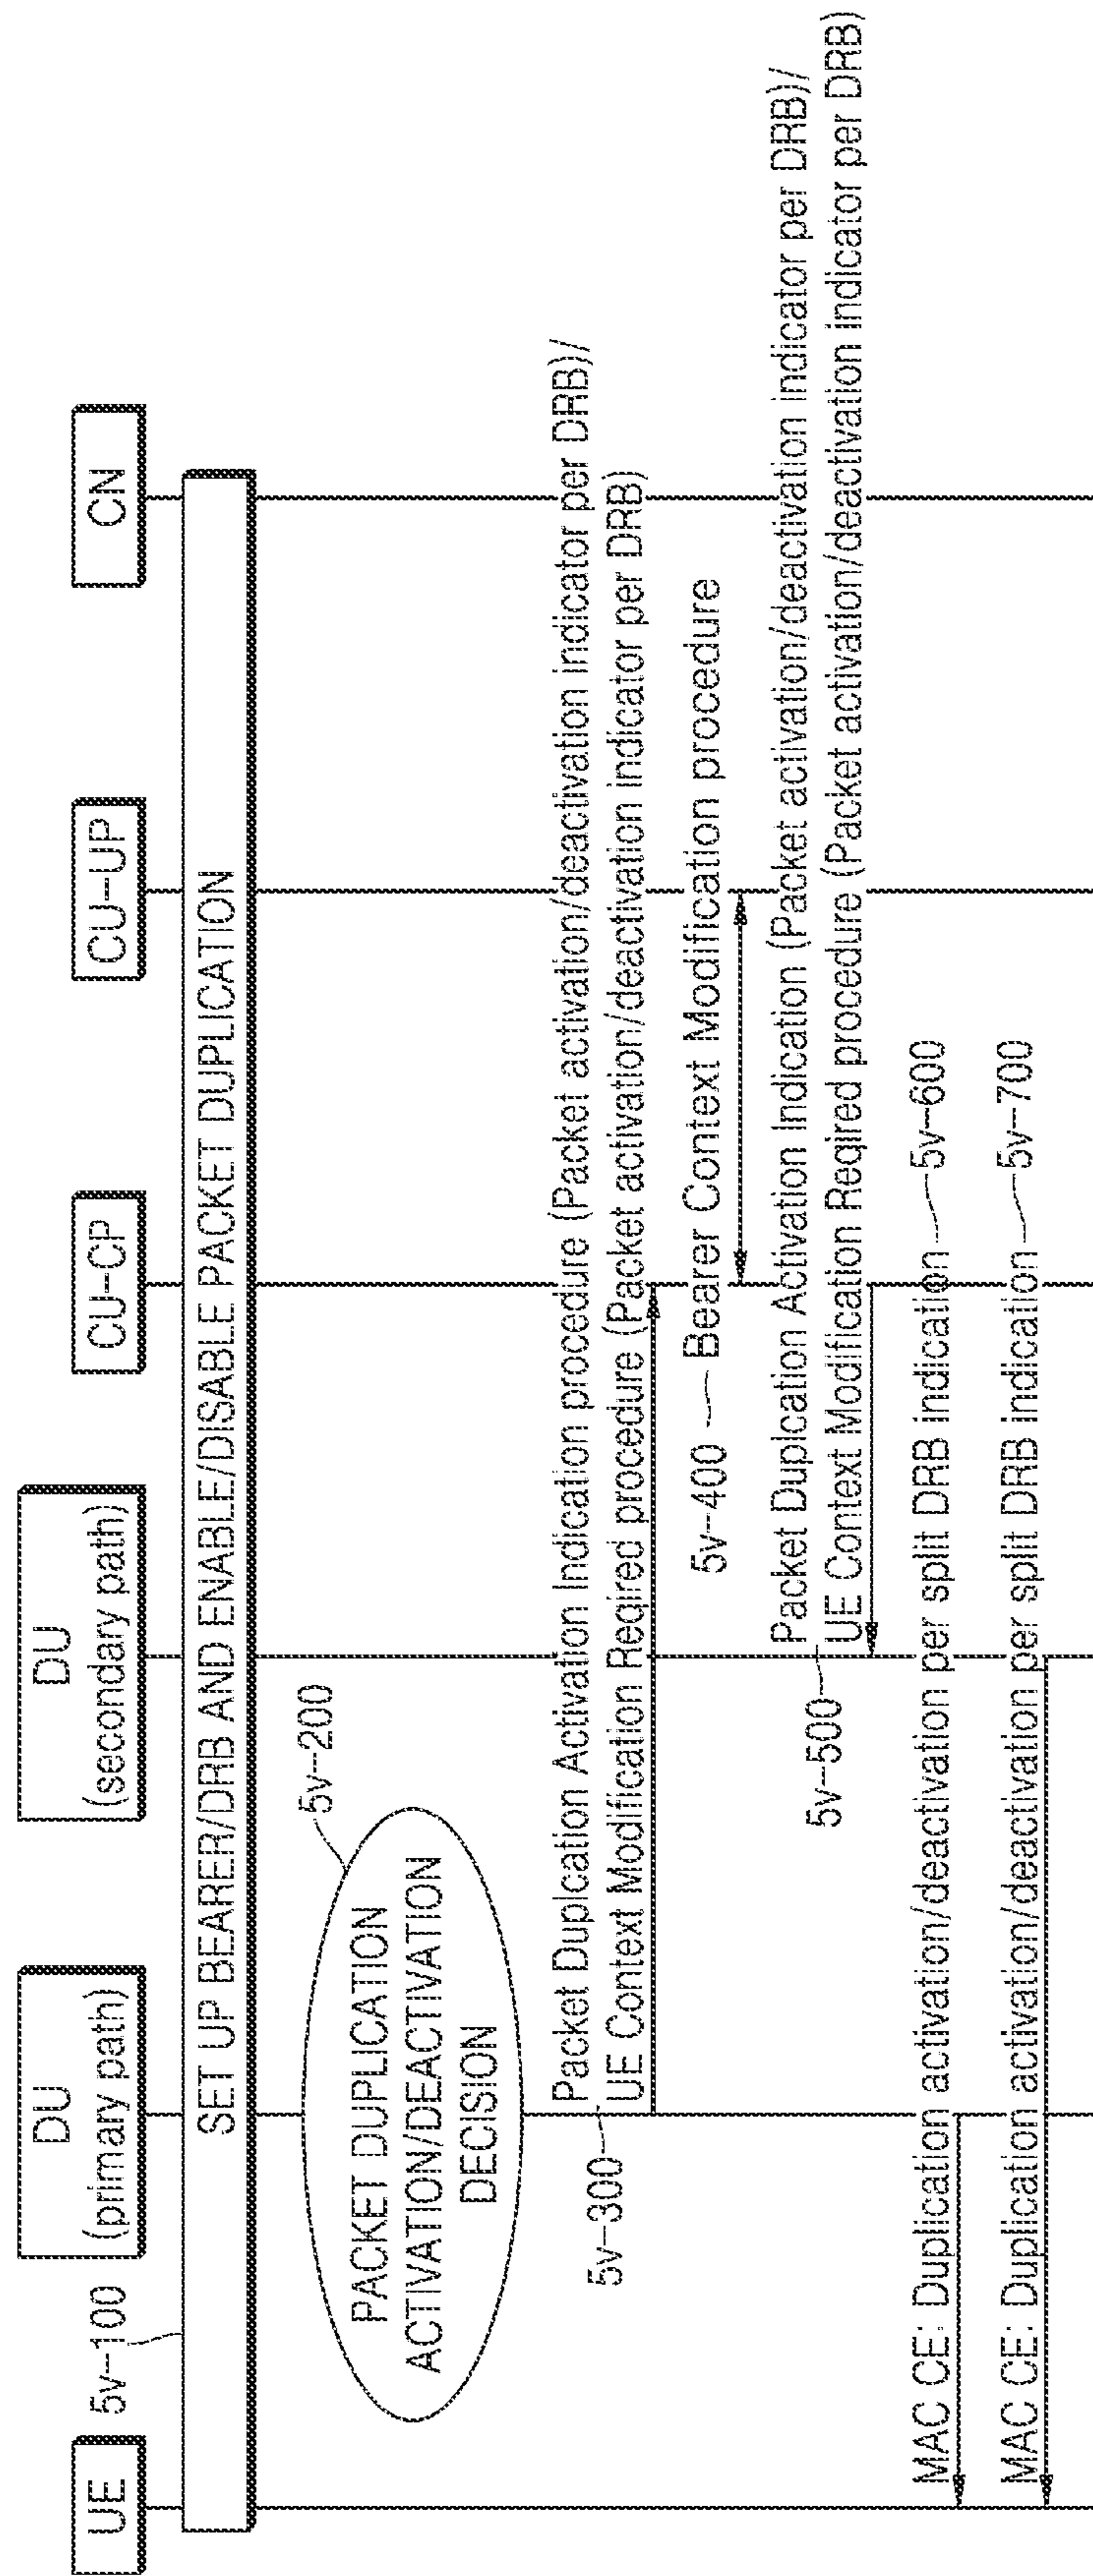 UE
DU
(primary path)
DU
(secondary path)
CU-CP
CU-UP
CN
5v-100
SET UP BEARER/DRB AND ENABLE/DISABLE PACKET DUPLICATION
PACKET DUPLICATION
ACTIVATION/DEACTIVATION
DECISION
5v-200
5v-300
Packet Duplcation Activation Indication procedure (Packet activation/deactivation indicator per DRB)/
UE Context Modification Reqired procedure (Packet activation/deactivation indicator per DRB)
5v-400
Bearer Context Modification procedure
5v-500
Packet Duplcation Activation Indication (Packet activation/deactivation indicator per DRB)/
UE Context Modification Reqired procedure (Packet activation/deactivation indicator per DRB)
MAC CE: Duplication activation/deactivation per split DRB indication 5v-600
MAC CE: Duplication activation/deactivation per split DRB indication 5v-700